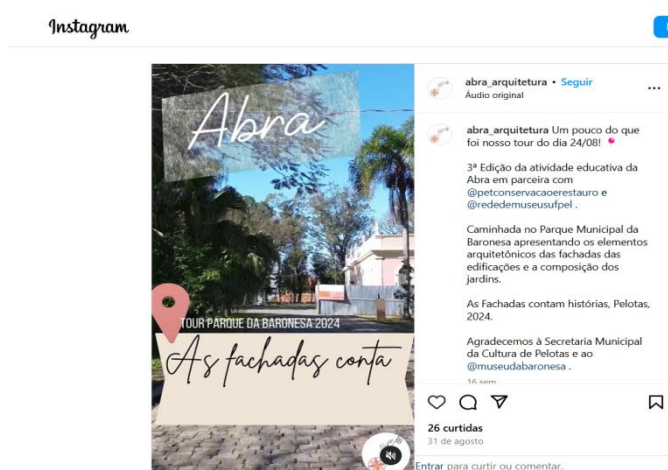 Instagram
Abra
TOUR PARQUE DA BARONESA 2024
As fachadas conta
abra_arquitetura • Seguir
Áudio original
abra_arquitetura Um pouco do que
foi nosso tour do dia 24/08!
3ª Edição da atividade educativa da
Abra em parceria com
@petconservacaoerestauro e
@rededemuseusufpel .
Caminhada no Parque Municipal da
Baronesa apresentando os elementos
arquitetônicos das fachadas das
edificações e a composição dos
jardins.
As Fachadas contam histórias, Pelotas,
2024.
Agradecemos à Secretaria Municipal
da Cultura de Pelotas e ao
@museudabaronesa .
16 sem
26 curtidas
31 de agosto
Entrar para curtir ou comentar.